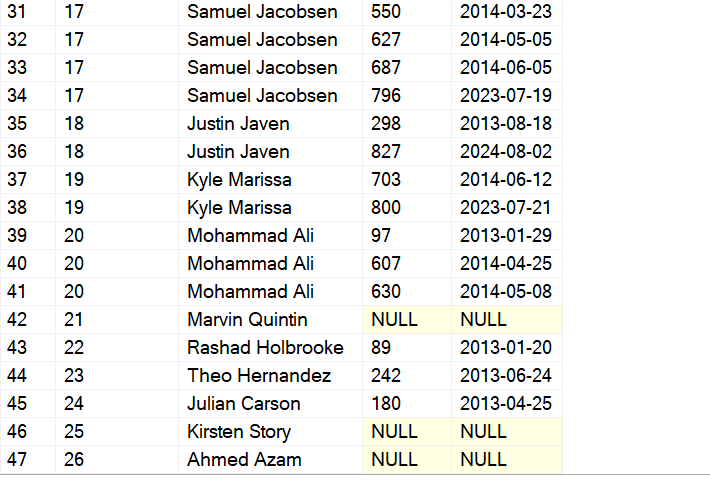 31 17 Samuel Jacobsen 550 2014-03-23
32 17 Samuel Jacobsen 627 2014-05-05
33 17 Samuel Jacobsen 687 2014-06-05
34 17 Samuel Jacobsen 796 2023-07-19
35 18 Justin Javen 298 2013-08-18
36 18 Justin Javen 827 2024-08-02
37 19 Kyle Marissa 703 2014-06-12
38 19 Kyle Marissa 800 2023-07-21
39 20 Mohammad Ali 97 2013-01-29
40 20 Mohammad Ali 607 2014-04-25
41 20 Mohammad Ali 630 2014-05-08
42 21 Marvin Quintin NULL NULL
43 22 Rashad Holbrooke 89 2013-01-20
44 23 Theo Hernandez 242 2013-06-24
45 24 Julian Carson 180 2013-04-25
46 25 Kirsten Story NULL NULL
47 26 Ahmed Azam NULL NULL